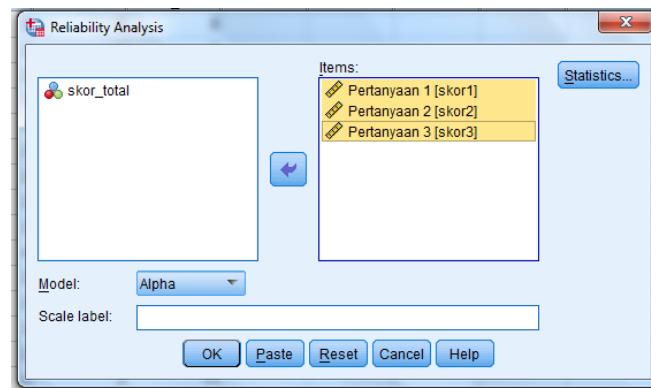 Reliability Analysis
Items:
Statistics...
skor_total
Pertanyaan 1 [skor1]
Pertanyaan 2 [skor2]
Pertanyaan 3 [skor3]
Model: Alpha
Scale label:
OK Paste Reset Cancel Help